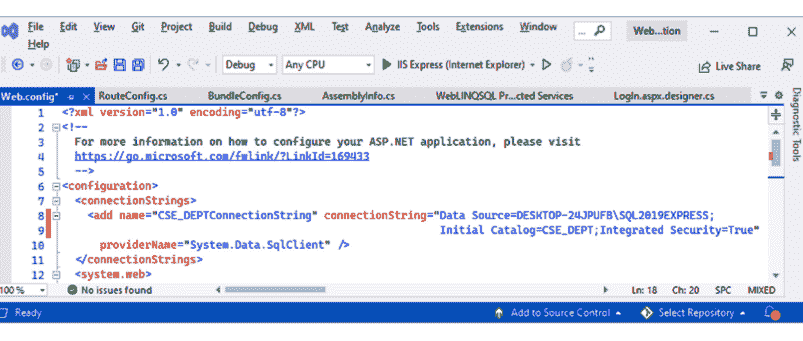 File Edit View Git Project Build Debug XML Test Analyze Tools Extensions Window ... Web...tion
Help
Debug Any CPU IIS Express (Internet Explorer) Live Share
Web.config* RouteConfig.cs BundleConfig.cs AssemblyInfo.cs WebLINQSQL Pr...cted Services LogIn.aspx.designer.cs
Diagnostic Tools
1 <?xml version="1.0" encoding="utf-8"?>
2 <!--
3 For more information on how to configure your ASP.NET application, please visit
4 https://go.microsoft.com/fwlink/?LinkId=169433
5 -->
6 <configuration>
7 <connectionStrings>
8 <add name="CSE_DEPTConnectionString" connectionString="Data Source=DESKTOP-24JPUFB\SQL2019EXPRESS;
9 Initial Catalog=CSE_DEPT;Integrated Security=True"
10 providerName="System.Data.SqlClient" />
11 </connectionStrings>
12 <system.web>
100 % No issues found Ln: 18 Ch: 20 SPC MIXED
Ready Add to Source Control Select Repository